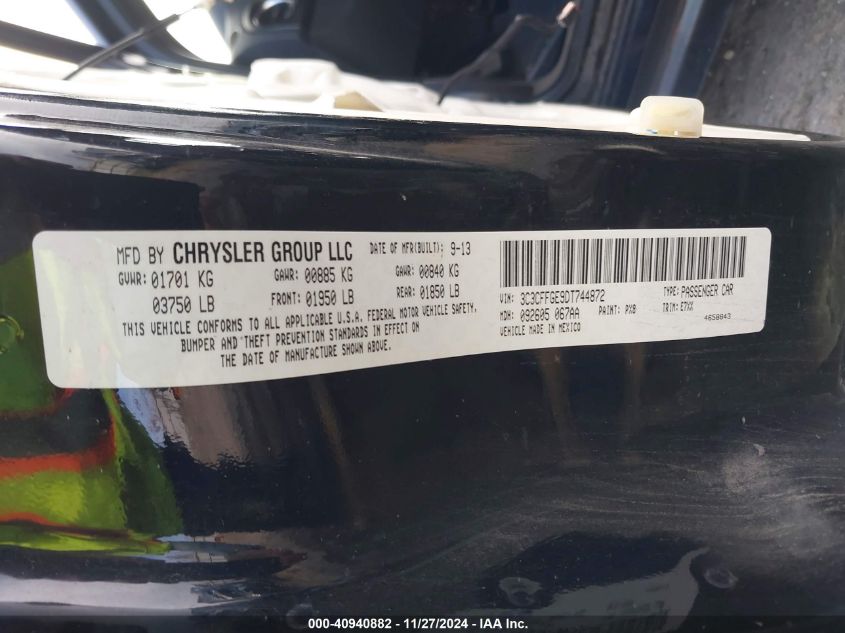 MFD BY CHRYSLER GROUP LLC DATE OF MFR(BUILT): 9-13
GVWR: 01701 KG GAWR: 00885 KG GAWR: 00840 KG
03750 LB FRONT: 01950 LB REAR: 01850 LB
THIS VEHICLE CONFORMS TO ALL APPLICABLE U.S.A. FEDERAL MOTOR VEHICLE SAFETY,
BUMPER AND THEFT PREVENTION STANDARDS IN EFFECT ON
THE DATE OF MANUFACTURE SHOWN ABOVE.
VIN: 3C3CFFGE9DT744872 TYPE: PASSENGER CAR
MDH: 092605 067AA PAINT: PXB TRIM: E7XX
VEHICLE MADE IN MEXICO 4658843
000-40940882 - 11/27/2024 - IAA Inc.